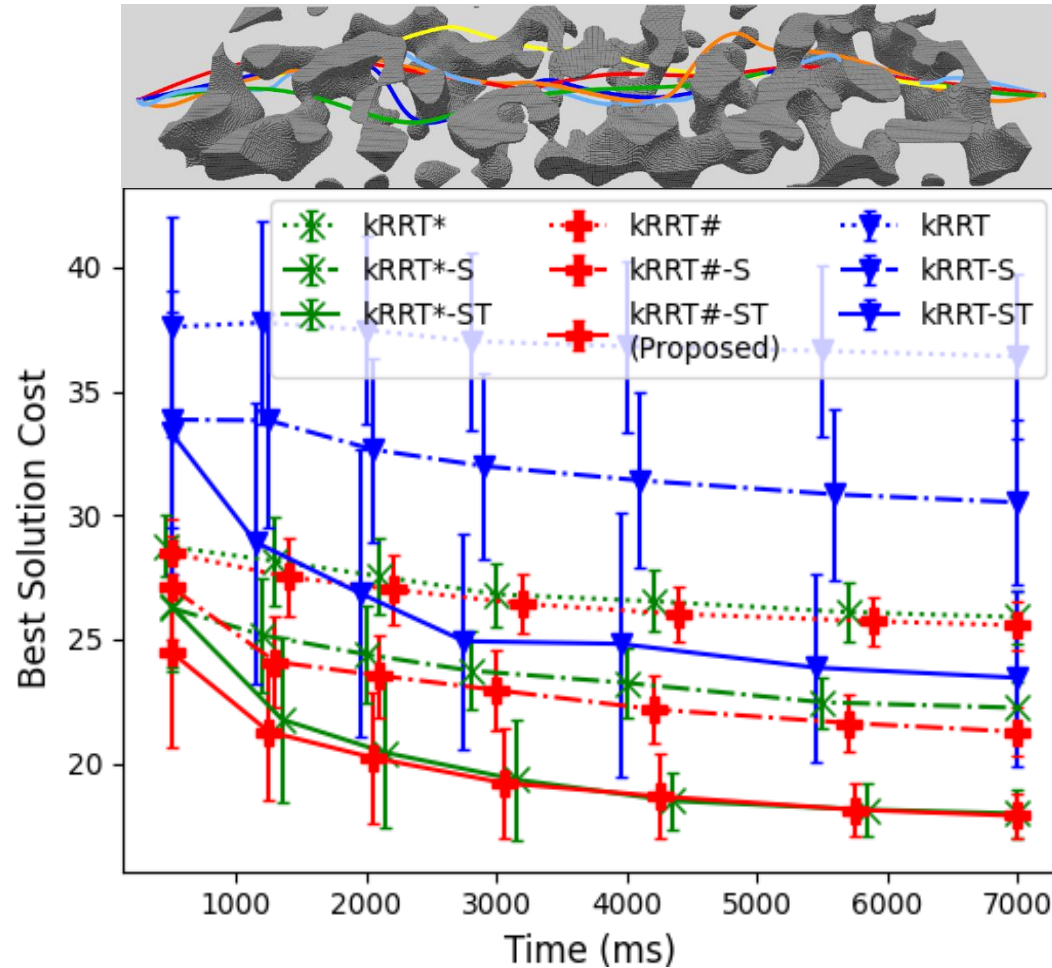 kRRT* kRRT# kRRT
kRRT*-S kRRT#-S kRRT-S
kRRT*-ST kRRT#-ST kRRT-ST
(Proposed)
40
35
30
25
20
Best Solution Cost
1000 2000 3000 4000 5000 6000 7000
Time (ms)